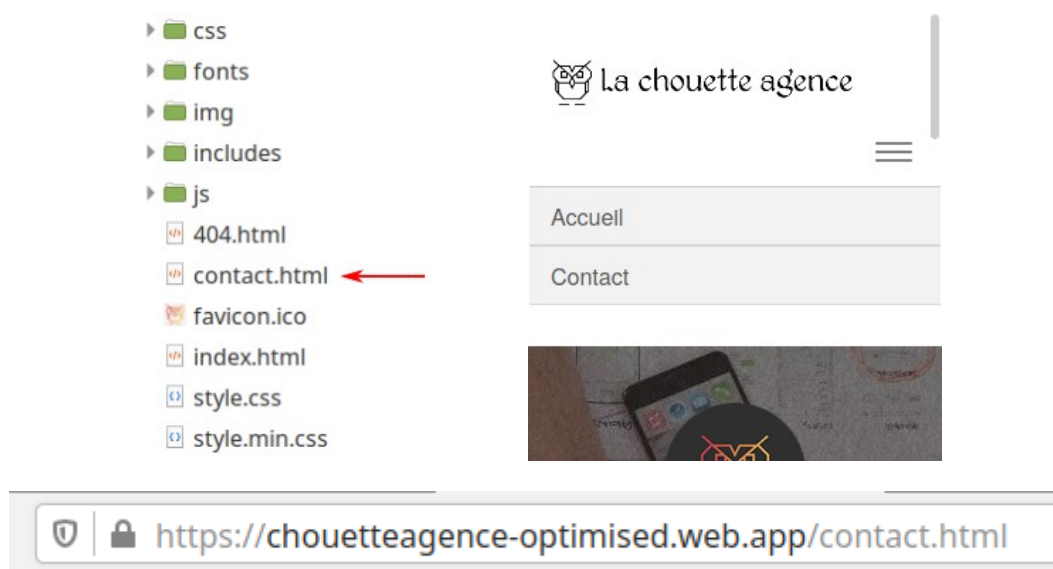 css
fonts
img
includes
js
404.html
contact.html
favicon.ico
index.html
style.css
style.min.css
La chouette agence
Accueil
Contact
https://chouetteagence-optimised.web.app/contact.html